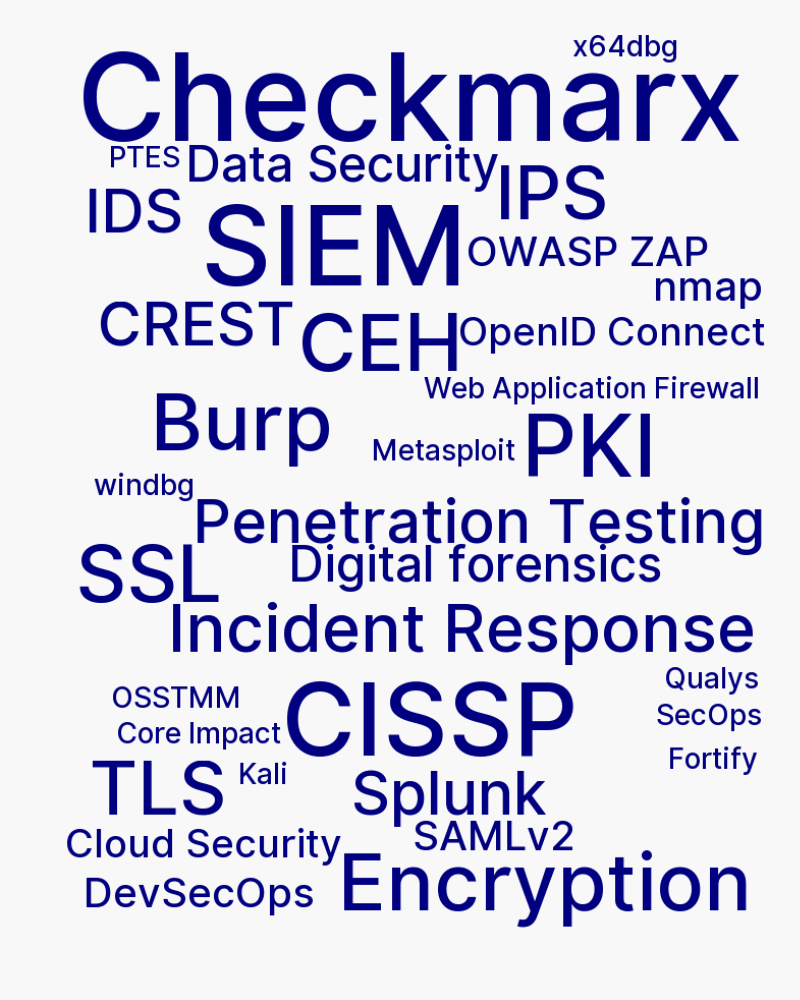 x64dbg
Checkmarx
PTES
Data Security
IPS
IDS
SIEM
OWASP ZAP
nmap
CREST
CEH
OpenID Connect
Web Application Firewall
Burp
Metasploit
PKI
windbg
Penetration Testing
SSL
Digital forensics
Incident Response
Qualys
OSSTMM
CISSP
SecOps
Core Impact
Fortify
TLS
Kali
Splunk
SAMLv2
Cloud Security
Encryption
DevSecOps